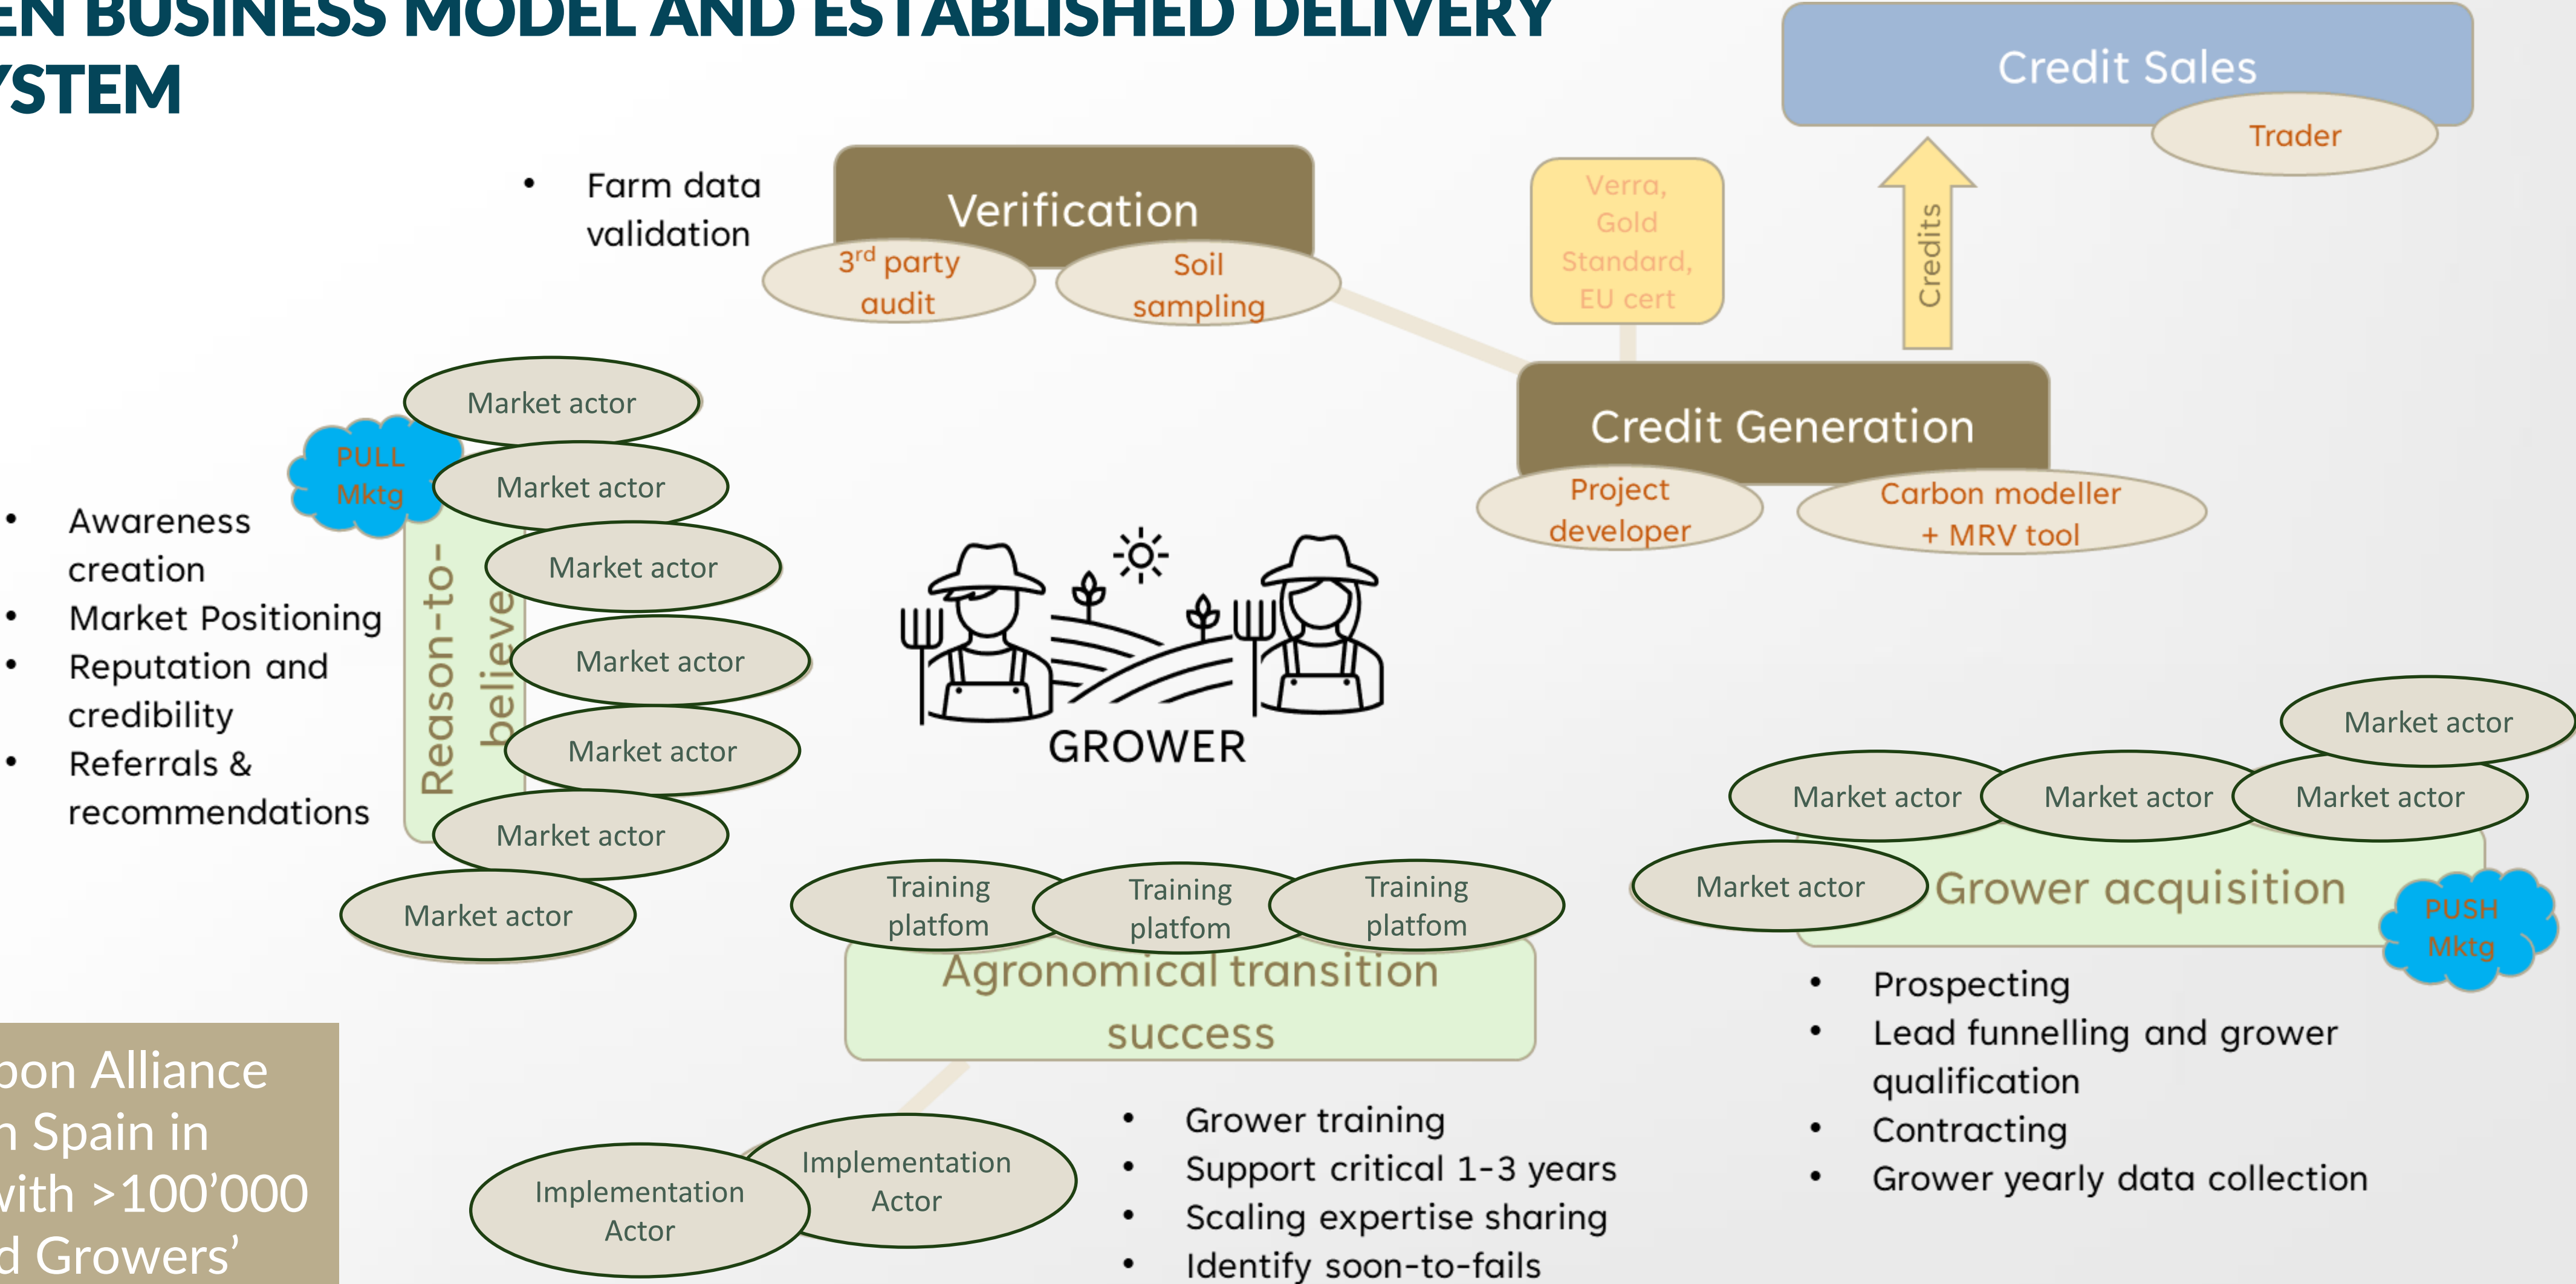 EN BUSINESS MODEL AND ESTABLISHED DELIVERY
YSTEM
Credit Sales
Trader
• Farm data
validation
Verification
3rd party
audit
Soil
sampling
Verra,
Gold
Standard,
EU cert
Credits
Credit Generation
Project
developer
Carbon modeller
+ MRV tool
PULL
Mktg
Market actor
Market actor
Market actor
Market actor
Market actor
Market actor
Market actor
Reason-to-
believe
• Awareness
creation
• Market Positioning
• Reputation and
credibility
• Referrals &
recommendations
GROWER
Market actor
Market actor
Market actor
Market actor
Market actor
Grower acquisition
PUSH
Mktg
• Prospecting
• Lead funnelling and grower
qualification
• Contracting
• Grower yearly data collection
Training
platfom
Training
platfom
Training
platfom
Agronomical transition
success
Implementation
Actor
Implementation
Actor
• Grower training
• Support critical 1-3 years
• Scaling expertise sharing
• Identify soon-to-fails
bon Alliance
n Spain in
with >100’000
d Growers’